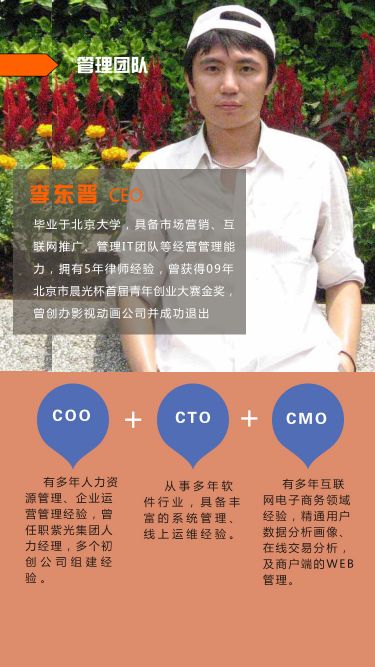 管理团队
李东晋 CEO
毕业于北京大学，具备市场营销、互
联网推广、管理IT团队等经营管理能
力，拥有5年律师经验，曾获得09年
北京市晨光杯首届青年创业大赛金奖，
曾创办影视动画公司并成功退出
COO + CTO + CMO
有多年人力资
源管理、企业运
营管理经验，曾
任职紫光集团人
力经理，多个初
创公司组建经
验。
从事多年软
件行业，具备丰
富的系统管理、
线上运维经验。
有多年互联
网电子商务领域
经验，精通用户
数据分析画像、
在线交易分析，
及商户端的WEB
管理。